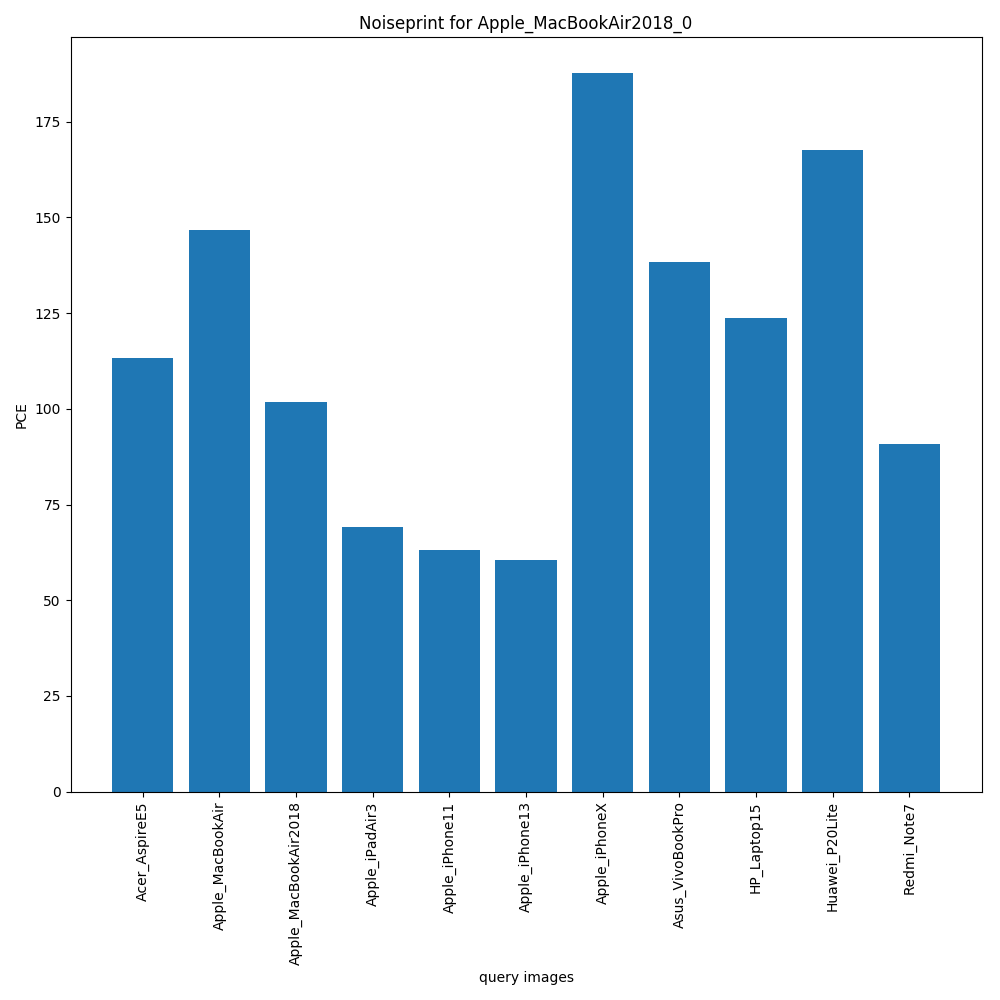 Noiseprint for Apple_MacBookAir2018_0
PCE
175
150
125
100
75
50
25
0
Acer_AspireE5
Apple_MacBookAir
Apple_MacBookAir2018
Apple_iPadAir3
Apple_iPhone11
Apple_iPhone13
Apple_iPhoneX
Asus_VivoBookPro
HP_Laptop15
Huawei_P20Lite
Redmi_Note7
query images